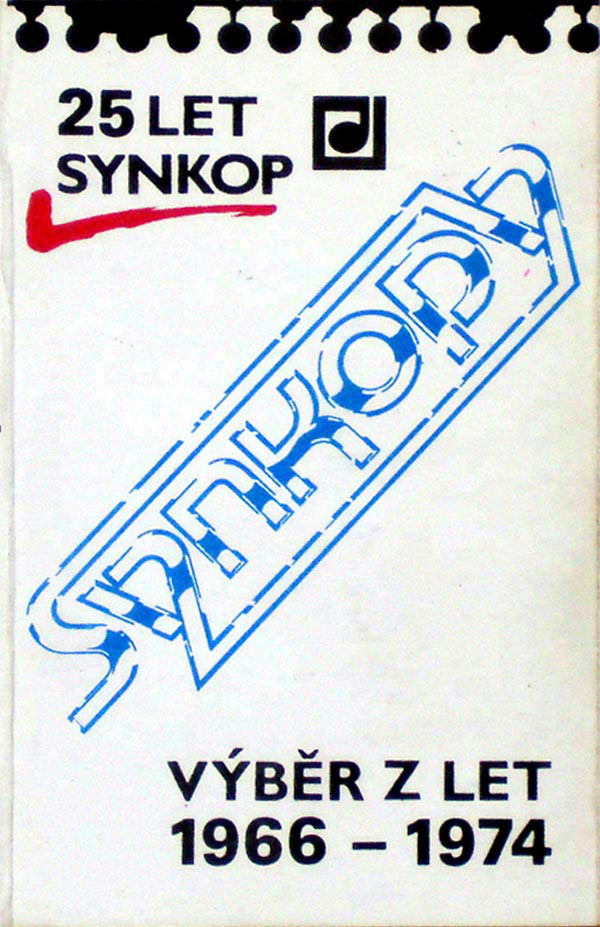 25 LET
SYNKOP
SYNKOPY
VÝBĚR Z LET
1966 – 1974